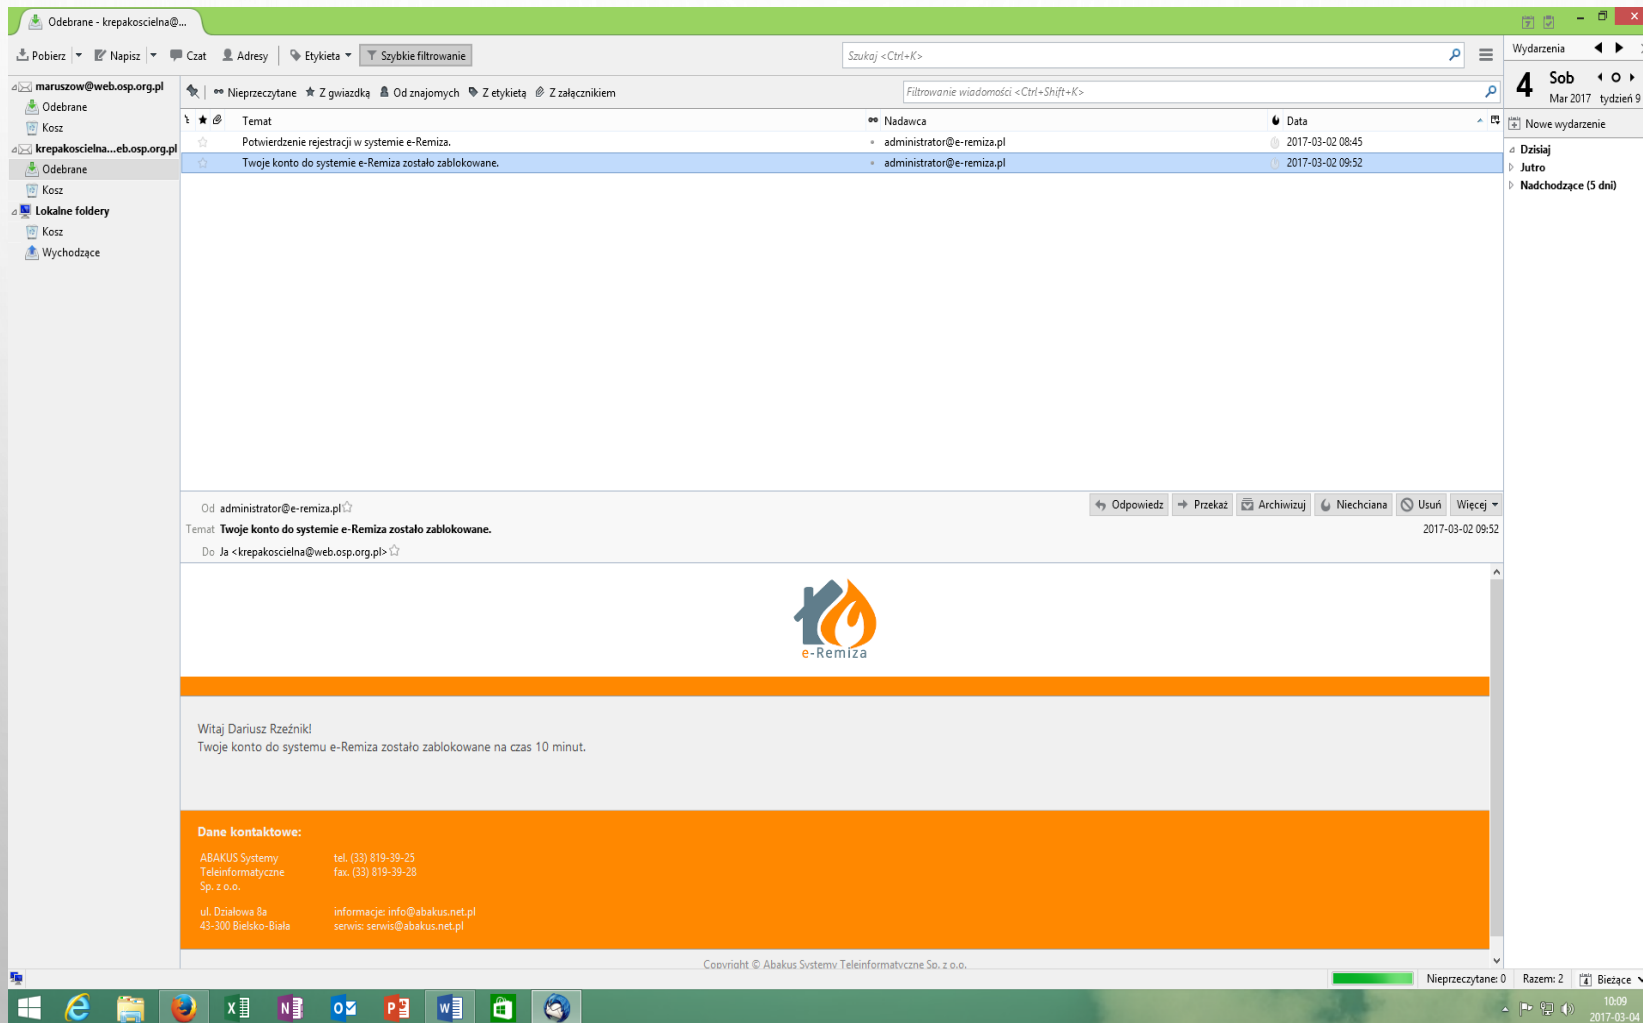 Odebrane - krepakoscielna@...
Pobierz Napisz Czat Adresy Etykieta Szybkie filtrowanie Szukaj <Ctrl+K> Wydarzenia
maruszow@web.osp.org.pl
Odebrane
Kosz
krepakoscielna...eb.osp.org.pl
Odebrane
Kosz
Lokalne foldery
Kosz
Wychodzące
Nieprzeczytane Z gwiazdką Od znajomych Z etykietą Z załącznikiem Filtrowanie wiadomości <Ctrl+Shift+K>
Temat Nadawca Data
Potwierdzenie rejestracji w systemie e-Remiza. administrator@e-remiza.pl 2017-03-02 08:45
Twoje konto do systemie e-Remiza zostało zablokowane. administrator@e-remiza.pl 2017-03-02 09:52
4 Sob
Mar 2017 tydzień 9
Nowe wydarzenie
Dzisiaj
Jutro
Nadchodzące (5 dni)
Od administrator@e-remiza.pl
Odpowiedz Przekaż Archiwizuj Niechciana Usuń Więcej
Temat Twoje konto do systemie e-Remiza zostało zablokowane. 2017-03-02 09:52
Do Ja <krepakoscielna@web.osp.org.pl>
e-Remiza
Witaj Dariusz Rzeźnik!
Twoje konto do systemu e-Remiza zostało zablokowane na czas 10 minut.
Dane kontaktowe:
ABAKUS Systemy tel. (33) 819-39-25
Teleinformatyczne fax. (33) 819-39-28
Sp. z o.o.
ul. Działowa 8a informacje: info@abakus.net.pl
43-300 Bielsko-Biała serwis: serwis@abakus.net.pl
Copyright © Abakus Systemy Teleinformatyczne Sp. z o.o.
Nieprzeczytane: 0 Razem: 2 4 Bieżące
10:09
2017-03-04